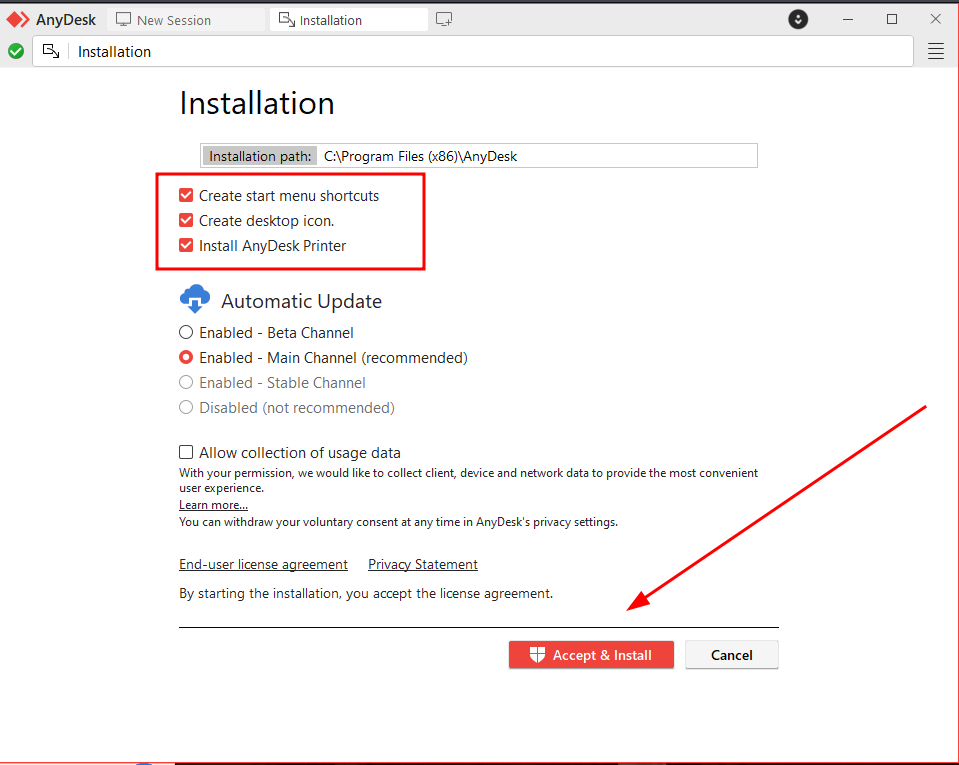 AnyDesk New Session Installation
Installation
Installation
Installation path: C:\Program Files (x86)\AnyDesk
Create start menu shortcuts
Create desktop icon.
Install AnyDesk Printer
Automatic Update
Enabled - Beta Channel
Enabled - Main Channel (recommended)
Enabled - Stable Channel
Disabled (not recommended)
Allow collection of usage data
With your permission, we would like to collect client, device and network data to provide the most convenient
user experience.
Learn more...
You can withdraw your voluntary consent at any time in AnyDesk's privacy settings.
End-user license agreement Privacy Statement
By starting the installation, you accept the license agreement.
Accept & Install Cancel